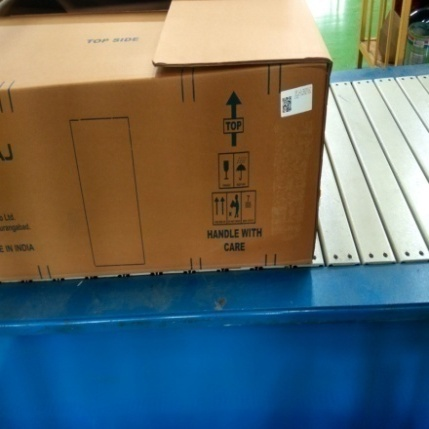 TOP SIDE
AJ
TOP
o Ltd.
urangabad.
E IN INDIA
HANDLE WITH
CARE